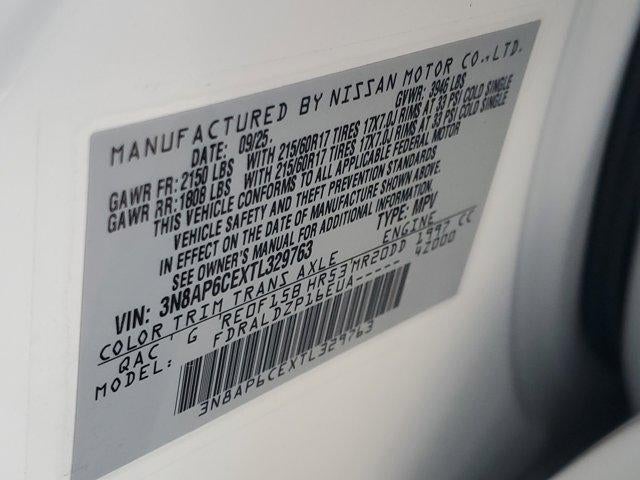 MANUFACTURED BY NISSAN MOTOR CO.,LTD.
DATE: 09/25. GVWR: 3946 LBS
GAWR FR: 2150 LBS WITH 215/60R17 TIRES 17X7.0J RIMS AT 33 PSI COLD SINGLE
GAWR RR: 1808 LBS WITH 215/60R17 TIRES 17X7.0J RIMS AT 33 PSI COLD SINGLE
THIS VEHICLE CONFORMS TO ALL APPLICABLE FEDERAL MOTOR
VEHICLE SAFETY AND THEFT PREVENTION STANDARDS
IN EFFECT ON THE DATE OF MANUFACTURE SHOWN ABOVE.
SEE OWNER'S MANUAL FOR ADDITIONAL INFORMATION.
VIN: 3N8AP6CEXTL329763 TYPE: MPV
COLOR TRIM TRANS AXLE ENGINE
QAC G RE0F15B HR53 MR20DD 1997 CC
MODEL: FDRALDZP16EUA----- 42000
3N8AP6CEXTL329763